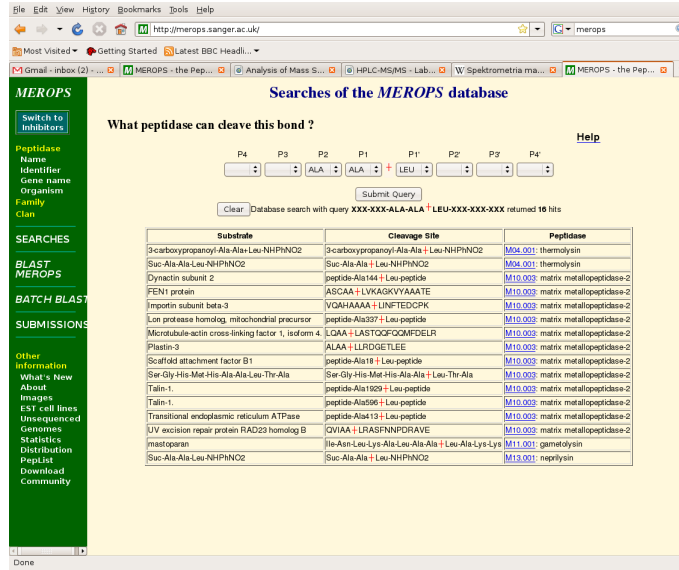 File Edit View History Bookmarks Tools Help
http://merops.sanger.ac.uk/ merops
Most Visited Getting Started Latest BBC Headli...
Gmail - inbox (2) - ... MEROPS - the Pep... Analysis of Mass S... HPLC-MS/MS - Lab... Spektrometria ma... MEROPS - the Pep...
MEROPS
Switch to
Inhibitors
Peptidase
Name
Identifier
Gene name
Organism
Family
Clan
SEARCHES
BLAST
MEROPS
BATCH BLAST
SUBMISSIONS
Other
information
What's New
About
Images
EST cell lines
Unsequenced
Genomes
Statistics
Distribution
PepList
Download
Community
Searches of the MEROPS database
What peptidase can cleave this bond ?
Help
P4 P3 P2 P1 P1' P2' P3' P4'
ALA ALA + LEU
Submit Query
Clear Database search with query XXX-XXX-ALA-ALA+LEU-XXX-XXX-XXX returned 16 hits
Substrate Cleavage Site Peptidase
3-carboxypropanoyl-Ala-Ala+Leu-NHPhNO2 3-carboxypropanoyl-Ala-Ala+Leu-NHPhNO2 M04.001: thermolysin
Suc-Ala-Ala-Leu-NHPhNO2 Suc-Ala-Ala+Leu-NHPhNO2 M04.001: thermolysin
Dynactin subunit 2 peptide-Ala144+Leu-peptide M10.003: matrix metallopeptidase-2
FEN1 protein ASCAA+LVKAGKVYAAATE M10.003: matrix metallopeptidase-2
Importin subunit beta-3 VQAHAAAA+LINFTEDCPK M10.003: matrix metallopeptidase-2
Lon protease homolog, mitochondrial precursor peptide-Ala337+Leu-peptide M10.003: matrix metallopeptidase-2
Microtubule-actin cross-linking factor 1, isoform 4. LQAA+LASTQQFQQMFDELR M10.003: matrix metallopeptidase-2
Plastin-3 ALAA+LLRDGETLEE M10.003: matrix metallopeptidase-2
Scaffold attachment factor B1 peptide-Ala18+Leu-peptide M10.003: matrix metallopeptidase-2
Ser-Gly-His-Met-His-Ala-Ala-Leu-Thr-Ala Ser-Gly-His-Met-His-Ala-Ala+Leu-Thr-Ala M10.003: matrix metallopeptidase-2
Talin-1. peptide-Ala1929+Leu-peptide M10.003: matrix metallopeptidase-2
Talin-1. peptide-Ala596+Leu-peptide M10.003: matrix metallopeptidase-2
Transitional endoplasmic reticulum ATPase peptide-Ala413+Leu-peptide M10.003: matrix metallopeptidase-2
UV excision repair protein RAD23 homolog B QVIAA+LRASFNNPDRAVE M10.003: matrix metallopeptidase-2
mastoparan Ile-Asn-Leu-Lys-Ala-Leu-Ala-Ala+Leu-Ala-Lys-Lys M11.001: gametolysin
Suc-Ala-Ala-Leu-NHPhNO2 Suc-Ala-Ala+Leu-NHPhNO2 M13.001: neprilysin
Done